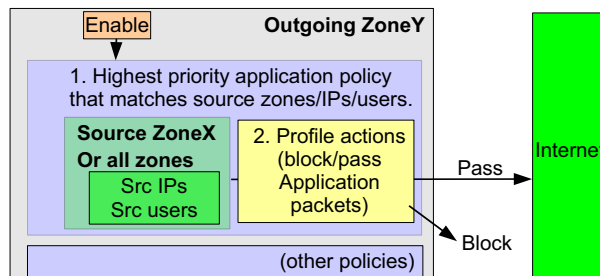 Enable
Outgoing ZoneY
1. Highest priority application policy
that matches source zones/IPs/users.
Source ZoneX
Or all zones
Src IPs
Src users
2. Profile actions
(block/pass
Application
packets)
Pass
Block
Internet
(other policies)